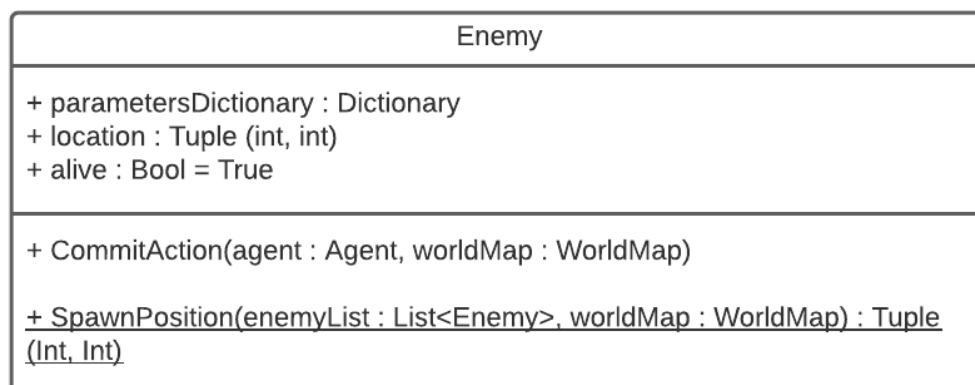 Enemy
+ parametersDictionary : Dictionary
+ location : Tuple (int, int)
+ alive : Bool = True
+ CommitAction(agent : Agent, worldMap : WorldMap)
+ SpawnPosition(enemyList : List<Enemy>, worldMap : WorldMap) : Tuple
(Int, Int)